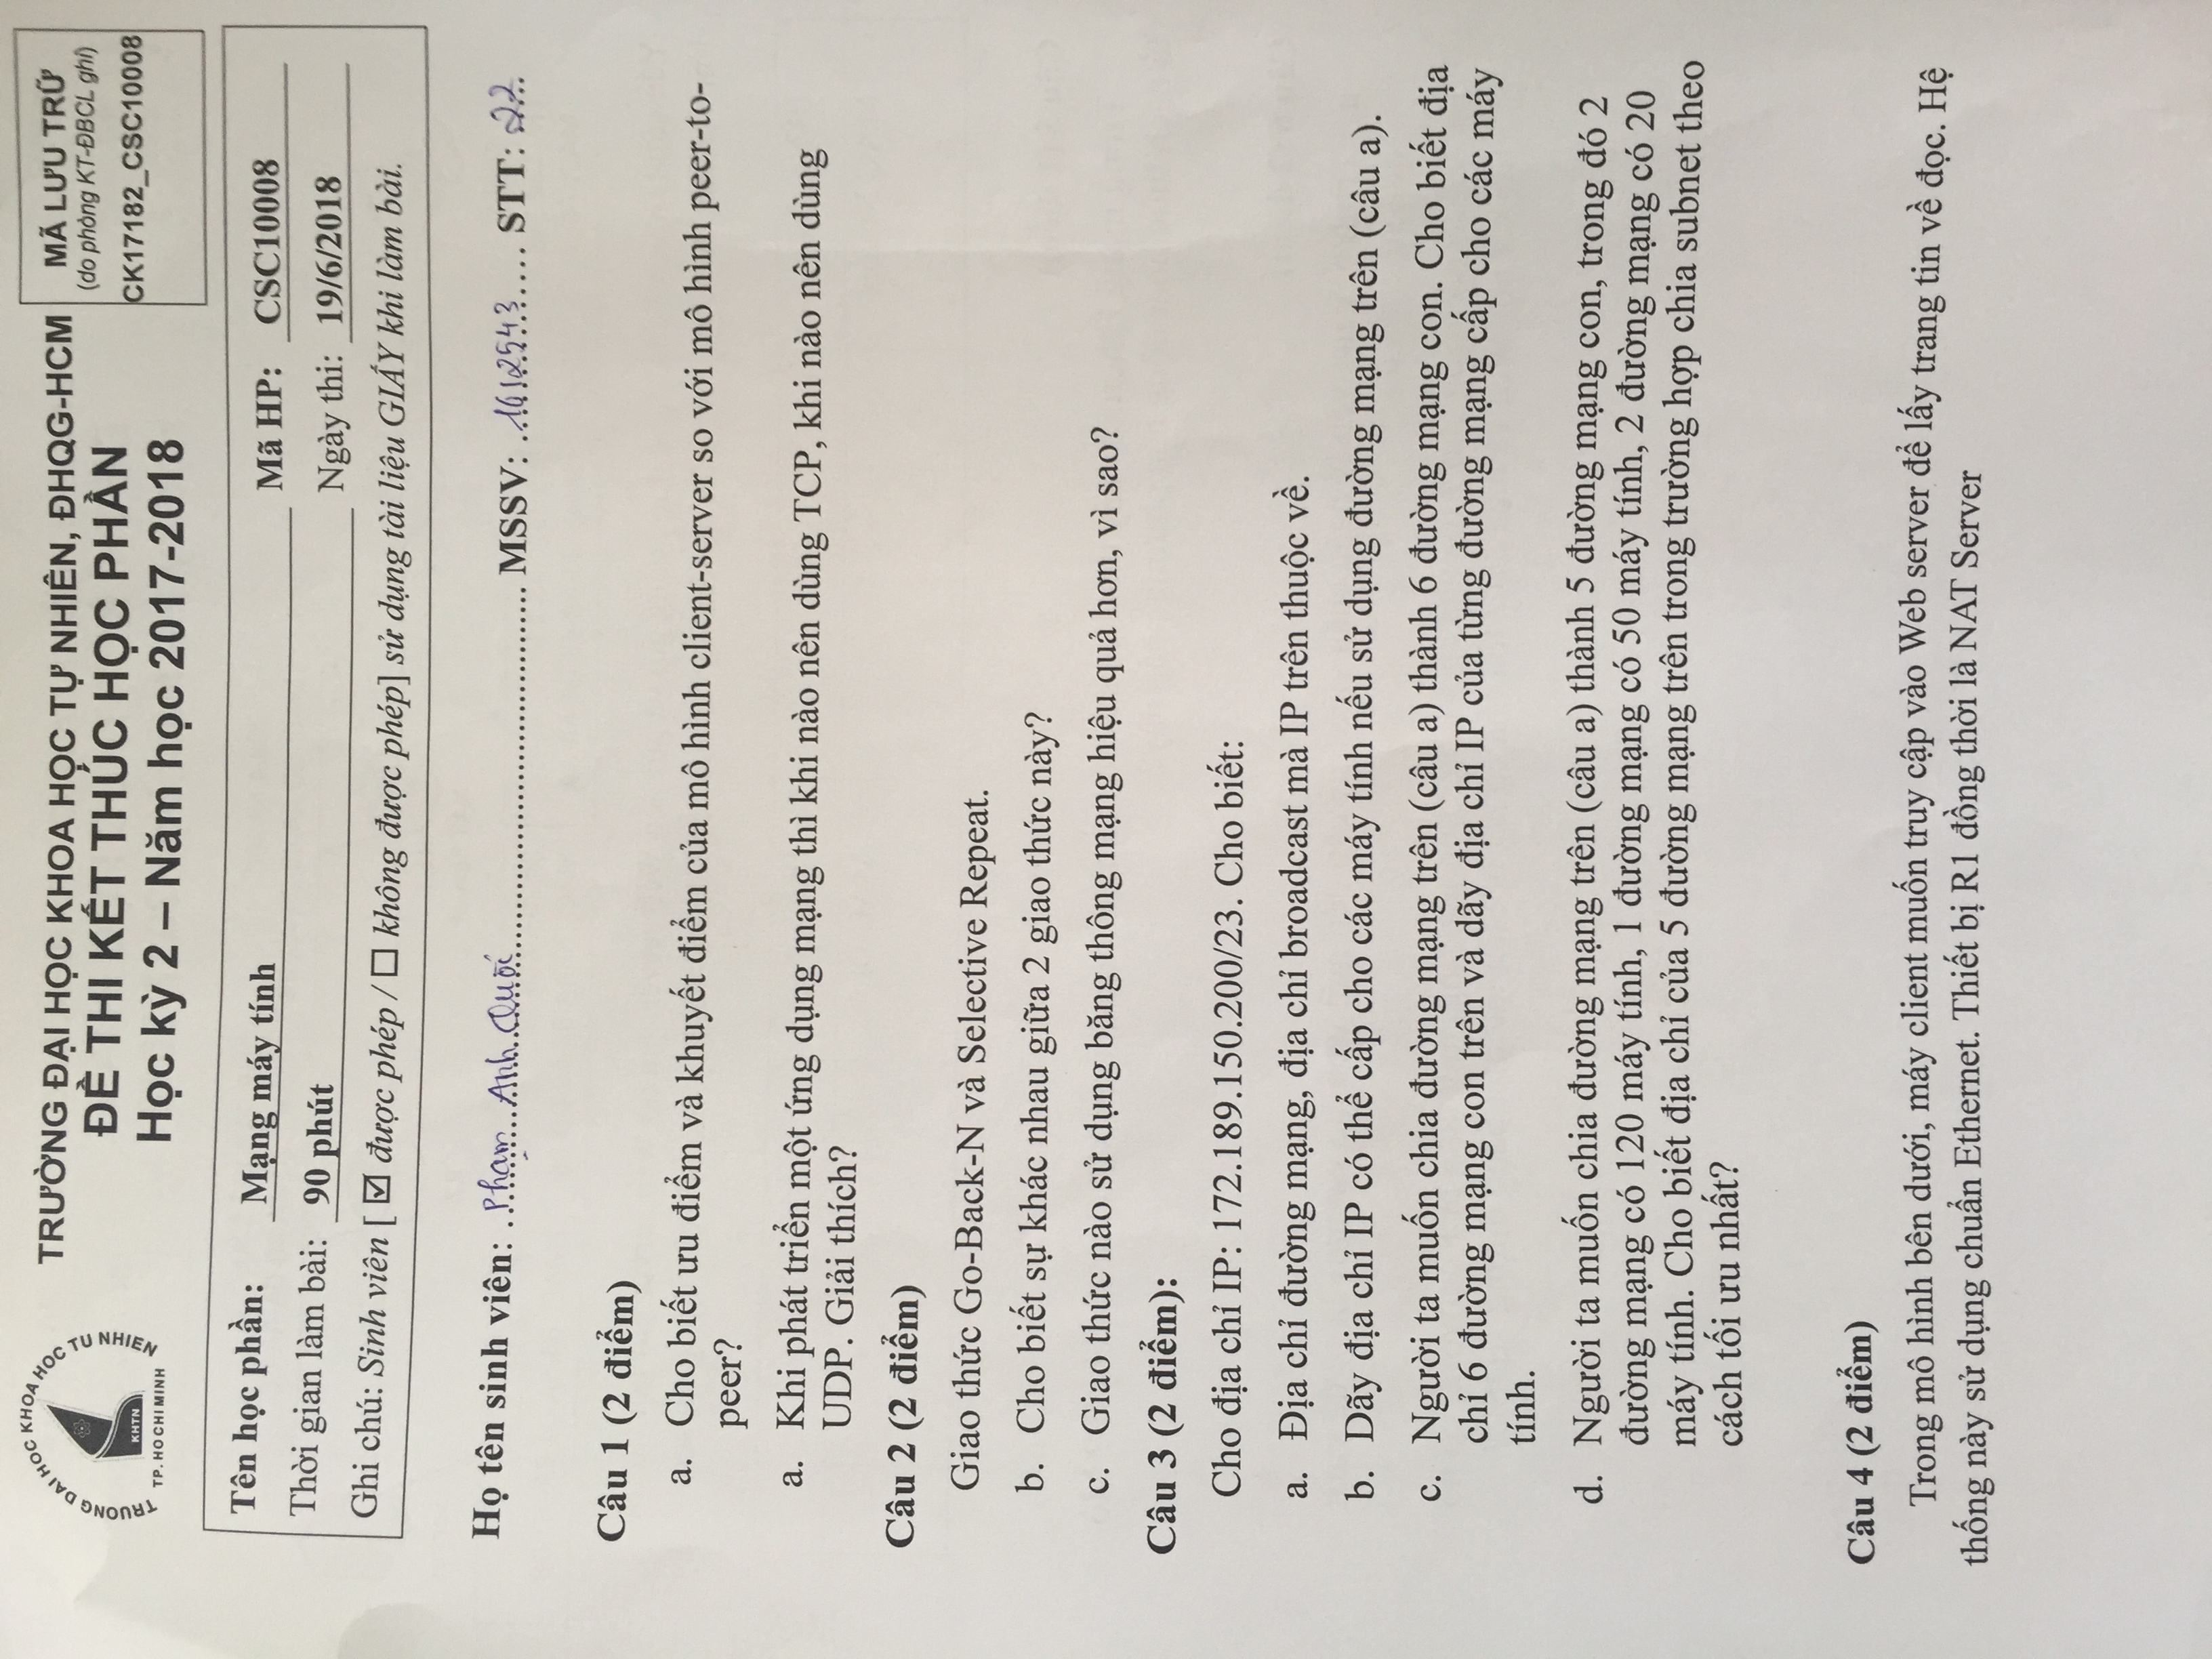 TRUONG DAI HOC KHOA HOC TU NHIEN
KHTN
TP. HO CHI MINH
TRƯỜNG ĐẠI HỌC KHOA HỌC TỰ NHIÊN, ĐHQG-HCM
ĐỀ THI KẾT THÚC HỌC PHẦN
Học kỳ 2 – Năm học 2017-2018
MÃ LƯU TRỮ
(do phòng KT-ĐBCL ghi)
CK17182_CSC10008
Tên học phần: Mạng máy tính Mã HP: CSC10008
Thời gian làm bài: 90 phút Ngày thi: 19/6/2018
Ghi chú: Sinh viên [ ☑ được phép / ☐ không được phép] sử dụng tài liệu GIẤY khi làm bài.
Họ tên sinh viên: Phạm Anh Quốc MSSV: 1612543 STT: 22
Câu 1 (2 điểm)
a. Cho biết ưu điểm và khuyết điểm của mô hình client-server so với mô hình peer-to-
peer?
a. Khi phát triển một ứng dụng mạng thì khi nào nên dùng TCP, khi nào nên dùng
UDP. Giải thích?
Câu 2 (2 điểm)
Giao thức Go-Back-N và Selective Repeat.
b. Cho biết sự khác nhau giữa 2 giao thức này?
c. Giao thức nào sử dụng băng thông mạng hiệu quả hơn, vì sao?
Câu 3 (2 điểm):
Cho địa chỉ IP: 172.189.150.200/23. Cho biết:
a. Địa chỉ đường mạng, địa chỉ broadcast mà IP trên thuộc về.
b. Dãy địa chỉ IP có thể cấp cho các máy tính nếu sử dụng đường mạng trên (câu a).
c. Người ta muốn chia đường mạng trên (câu a) thành 6 đường mạng con. Cho biết địa
chỉ 6 đường mạng con trên và dãy địa chỉ IP của từng đường mạng cấp cho các máy
tính.
d. Người ta muốn chia đường mạng trên (câu a) thành 5 đường mạng con, trong đó 2
đường mạng có 120 máy tính, 1 đường mạng có 50 máy tính, 2 đường mạng có 20
máy tính. Cho biết địa chỉ của 5 đường mạng trên trong trường hợp chia subnet theo
cách tối ưu nhất?
Câu 4 (2 điểm)
Trong mô hình bên dưới, máy client muốn truy cập vào Web server để lấy trang tin về đọc. Hệ
thống này sử dụng chuẩn Ethernet. Thiết bị R1 đồng thời là NAT Server